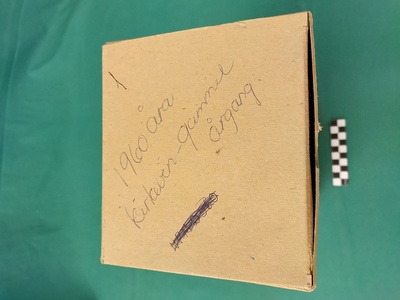 1960 åra
kirkevin - gammel
årgang.